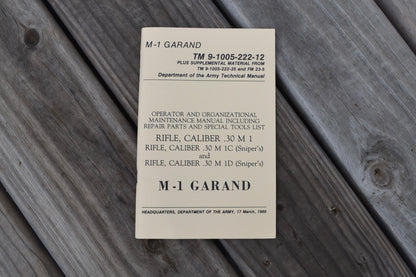 M-1 GARAND
TM 9-1005-222-12
PLUS SUPPLEMENTAL MATERIAL FROM
TM 9-1005-222-35 and FM 23-5
Department of the Army Technical Manual
OPERATOR AND ORGANIZATIONAL
MAINTENANCE MANUAL INCLUDING
REPAIR PARTS AND SPECIAL TOOLS LIST
RIFLE, CALIBER .30 M 1
RIFLE, CALIBER .30 M 1C (Sniper's)
and
RIFLE, CALIBER .30 M 1D (Sniper's)
M-1 GARAND
HEADQUARTERS, DEPARTMENT OF THE ARMY, 17 March, 1969